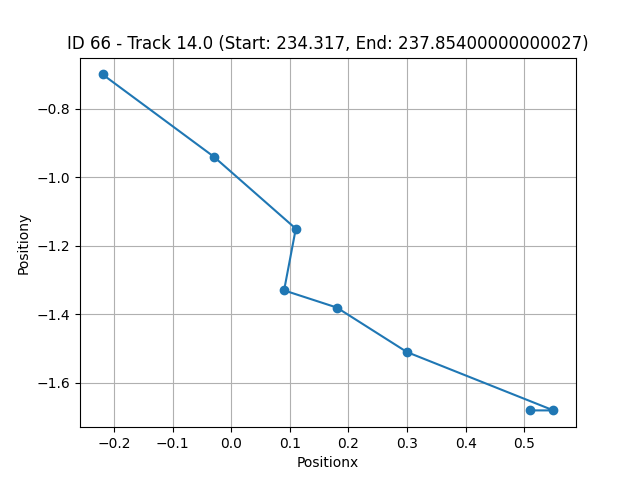 ID 66 - Track 14.0 (Start: 234.317, End: 237.85400000000027)
Positiony
−0.8
−1.0
−1.2
−1.4
−1.6
−0.2 −0.1 0.0 0.1 0.2 0.3 0.4 0.5
Positionx